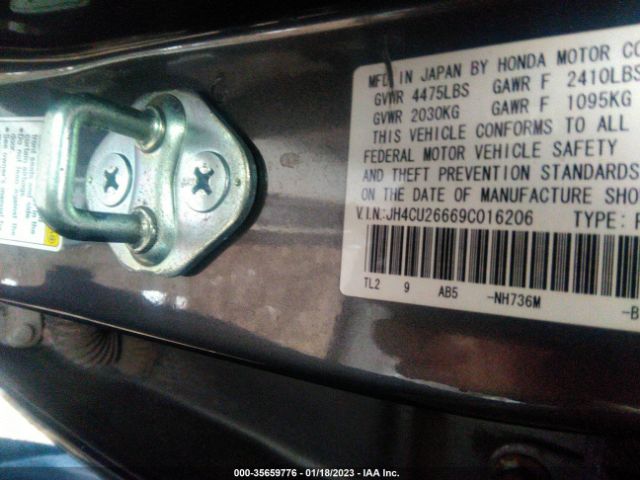 MFD. IN JAPAN BY HONDA MOTOR CO
GVWR 4475LBS GAWR F 2410LBS
GVWR 2030KG GAWR F 1095KG
THIS VEHICLE CONFORMS TO ALL
FEDERAL MOTOR VEHICLE SAFETY
AND THEFT PREVENTION STANDARDS
ON THE DATE OF MANUFACTURE SHO
V.I.N.:JH4CU26669C016206 TYPE:
TL2 9 AB5 -NH736M -B
000-35659776 - 01/18/2023 - IAA Inc.